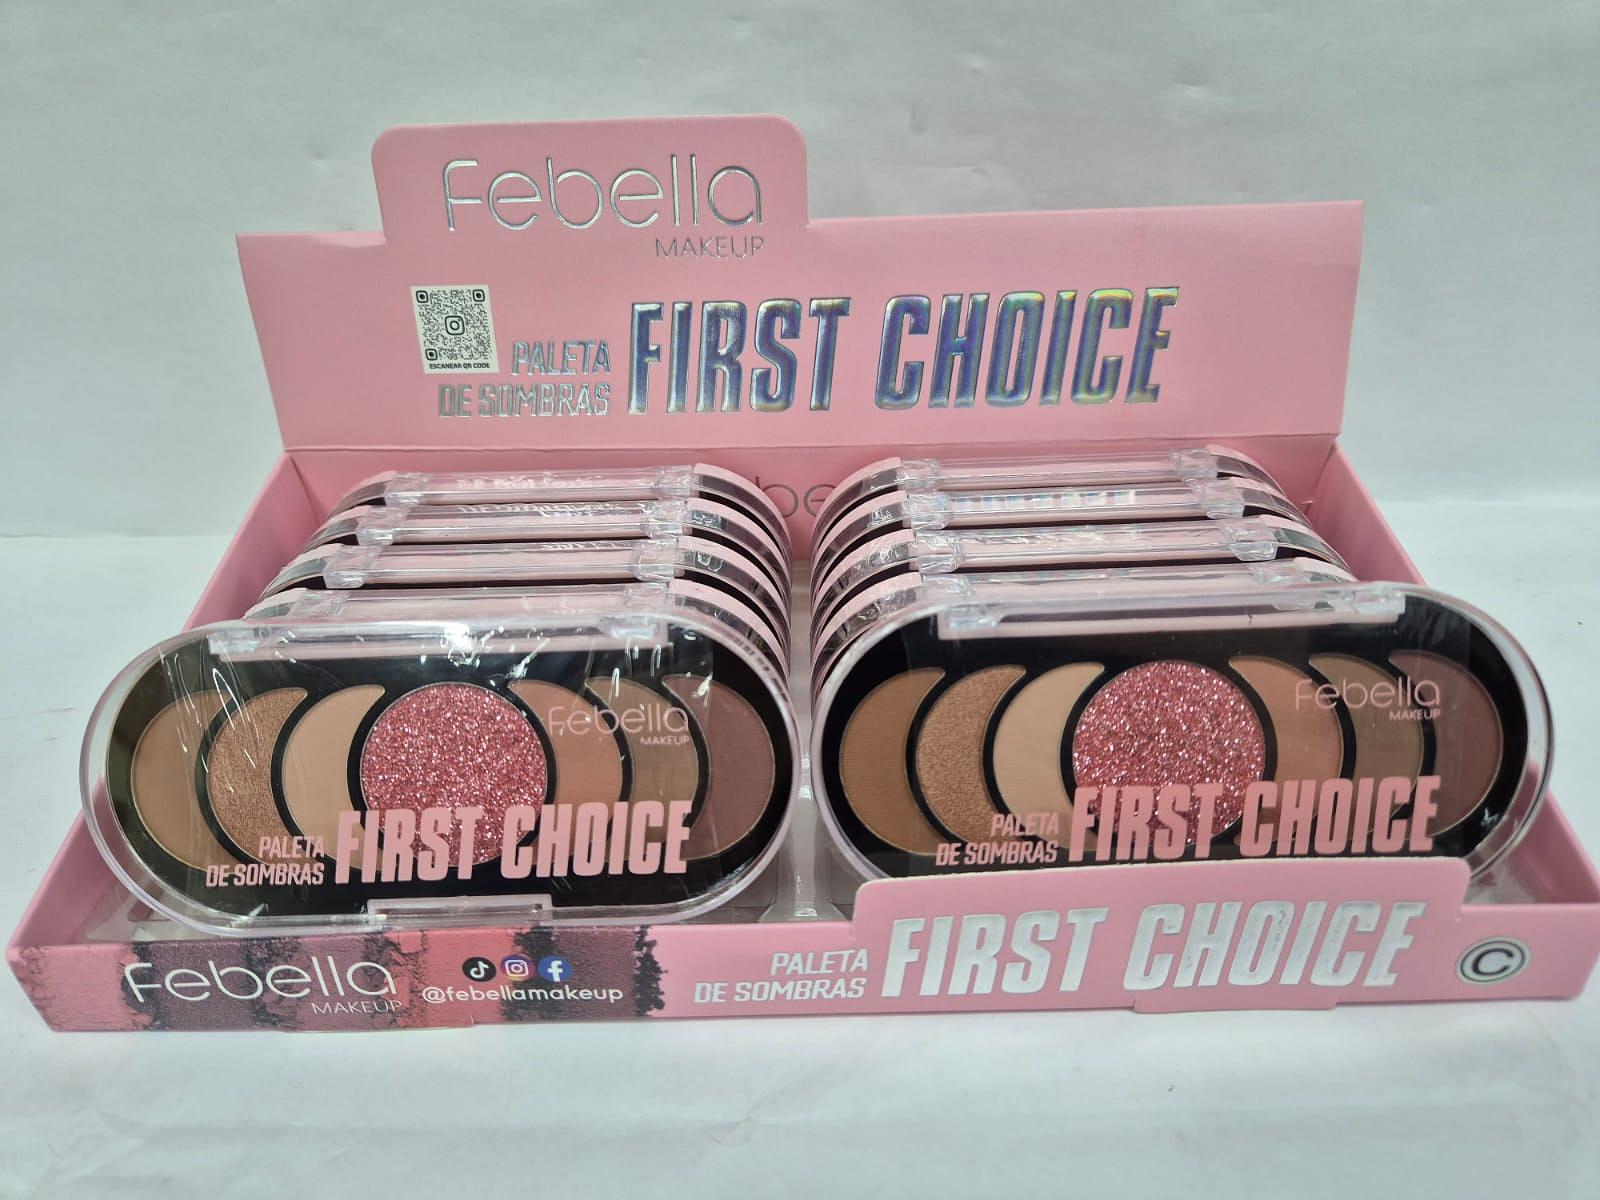 Febella
MAKEUP
ESCANEAR QR CODE
PALETA
DE SOMBRAS
FIRST CHOICE
Febella
MAKEUP
PALETA
DE SOMBRAS
FIRST CHOICE
Febella
MAKEUP
PALETA
DE SOMBRAS
FIRST CHOICE
Febella
MAKEUP
@febellamakeup
PALETA
DE SOMBRAS
FIRST CHOICE
C